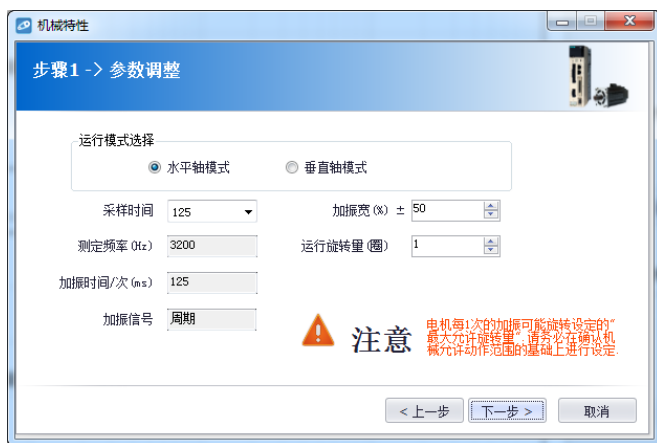 机械特性
步骤1 -> 参数调整
运行模式选择
水平轴模式 垂直轴模式
采样时间 125 加振宽(%) ± 50
测定频率(Hz) 3200 运行旋转量(圈) 1
加振时间/次(ms) 125
加振信号 周期
注意
电机每1次的加振可能旋转设定的“
最大允许旋转量”.请务必在确认机
械允许动作范围的基础上进行设定.
< 上一步 下一步 > 取消